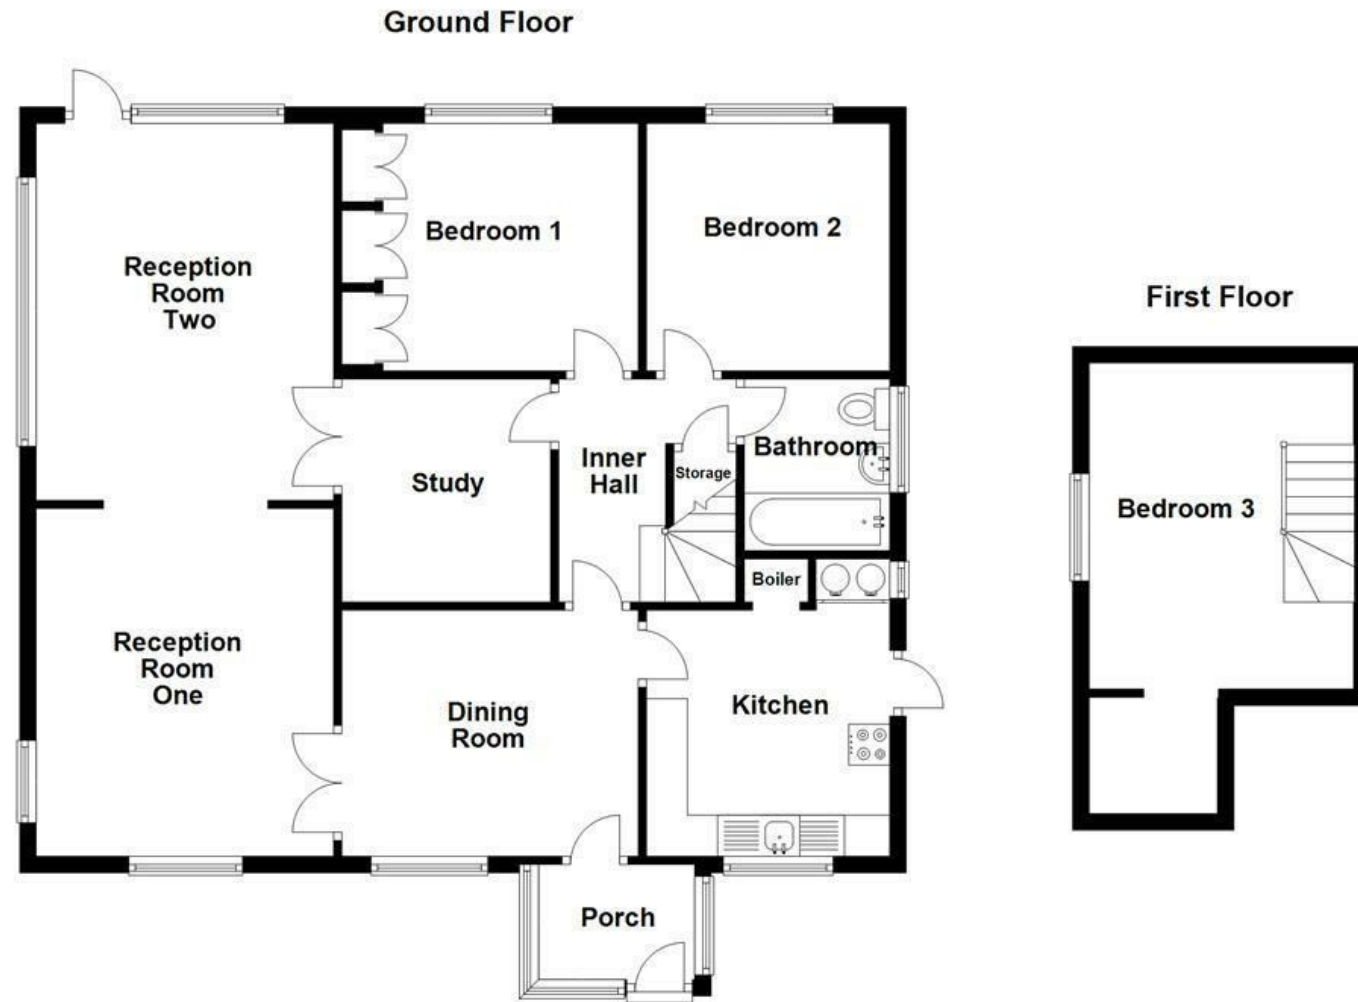 Ground Floor
Reception
Room
Two
Bedroom 1
Bedroom 2
Study
Inner
Hall
Storage
Bathroom
Boiler
Reception
Room
One
Dining
Room
Kitchen
Porch
First Floor
Bedroom 3